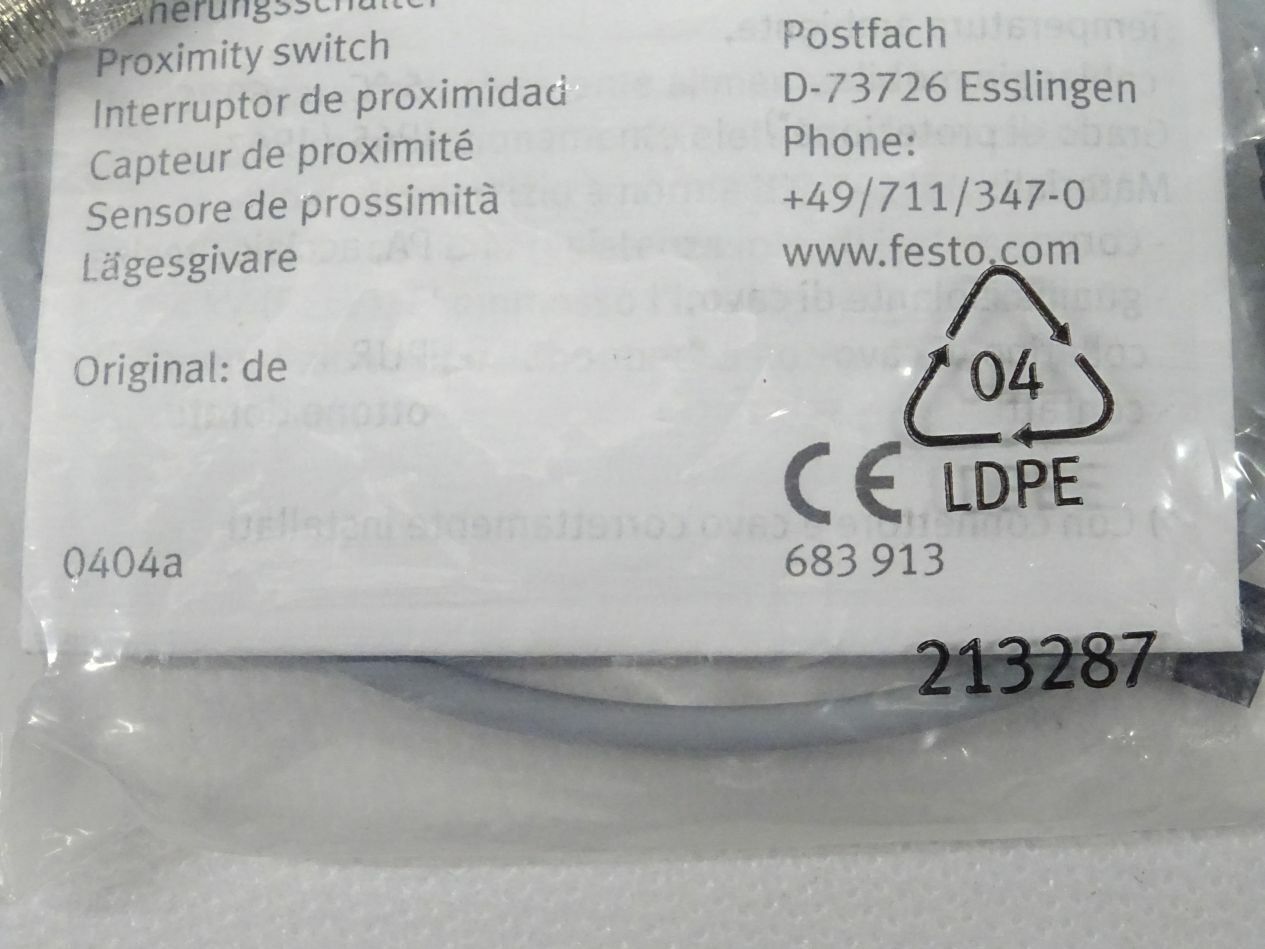 Proximity switch
Interruptor de proximidad
Capteur de proximité
Sensore de prossimità
Lägesgivare
Original: de
0404a
Postfach
D-73726 Esslingen
Phone:
+49/711/347-0
www.festo.com
04
LDPE
CE
683 913
213287